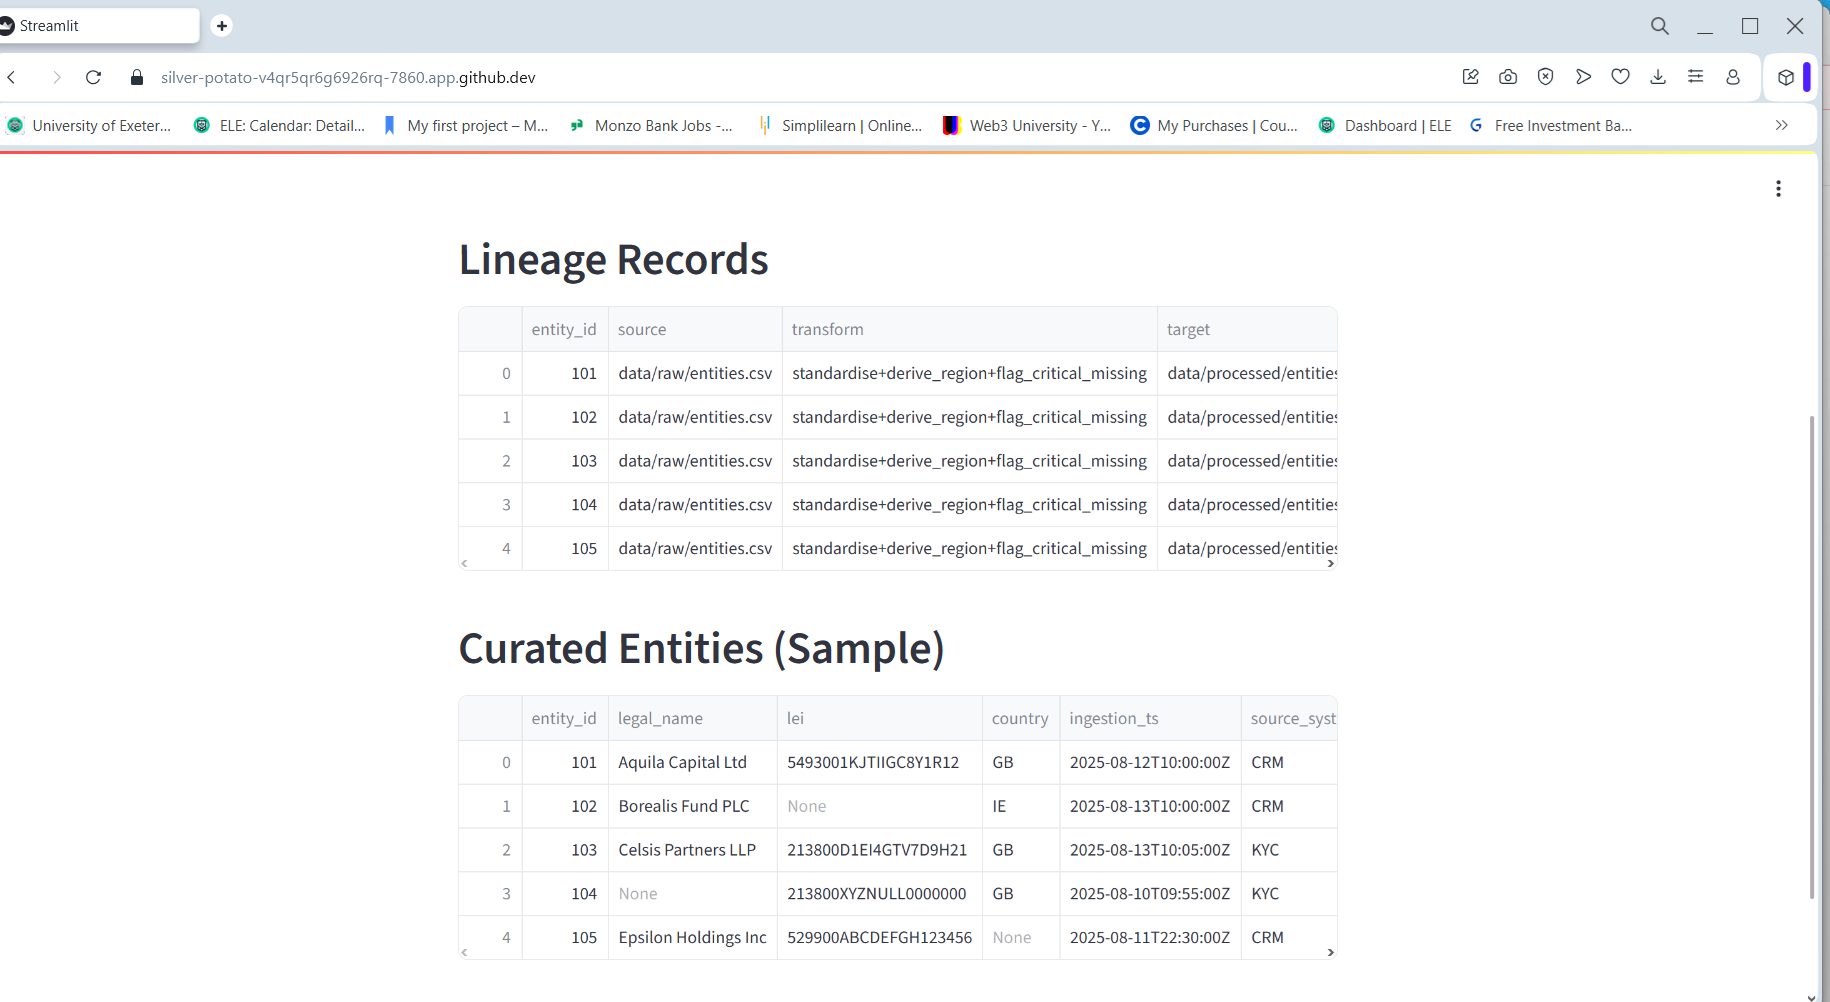 Streamlit
silver-potato-v4qr5qr6g6926rq-7860.app.github.dev
University of Exeter... ELE: Calendar: Detail... My first project – M... Monzo Bank Jobs -... Simplilearn | Online... Web3 University - Y... My Purchases | Cou... Dashboard | ELE Free Investment Ba...
Lineage Records
entity_id source transform target
0 101 data/raw/entities.csv standardise+derive_region+flag_critical_missing data/processed/entities
1 102 data/raw/entities.csv standardise+derive_region+flag_critical_missing data/processed/entities
2 103 data/raw/entities.csv standardise+derive_region+flag_critical_missing data/processed/entities
3 104 data/raw/entities.csv standardise+derive_region+flag_critical_missing data/processed/entities
4 105 data/raw/entities.csv standardise+derive_region+flag_critical_missing data/processed/entities
Curated Entities (Sample)
entity_id legal_name lei country ingestion_ts source_syst
0 101 Aquila Capital Ltd 5493001KJTIIGC8Y1R12 GB 2025-08-12T10:00:00Z CRM
1 102 Borealis Fund PLC None IE 2025-08-13T10:00:00Z CRM
2 103 Celsis Partners LLP 213800D1EI4GTV7D9H21 GB 2025-08-13T10:05:00Z KYC
3 104 None 213800XYZNULL0000000 GB 2025-08-10T09:55:00Z KYC
4 105 Epsilon Holdings Inc 529900ABCDEFGH123456 None 2025-08-11T22:30:00Z CRM